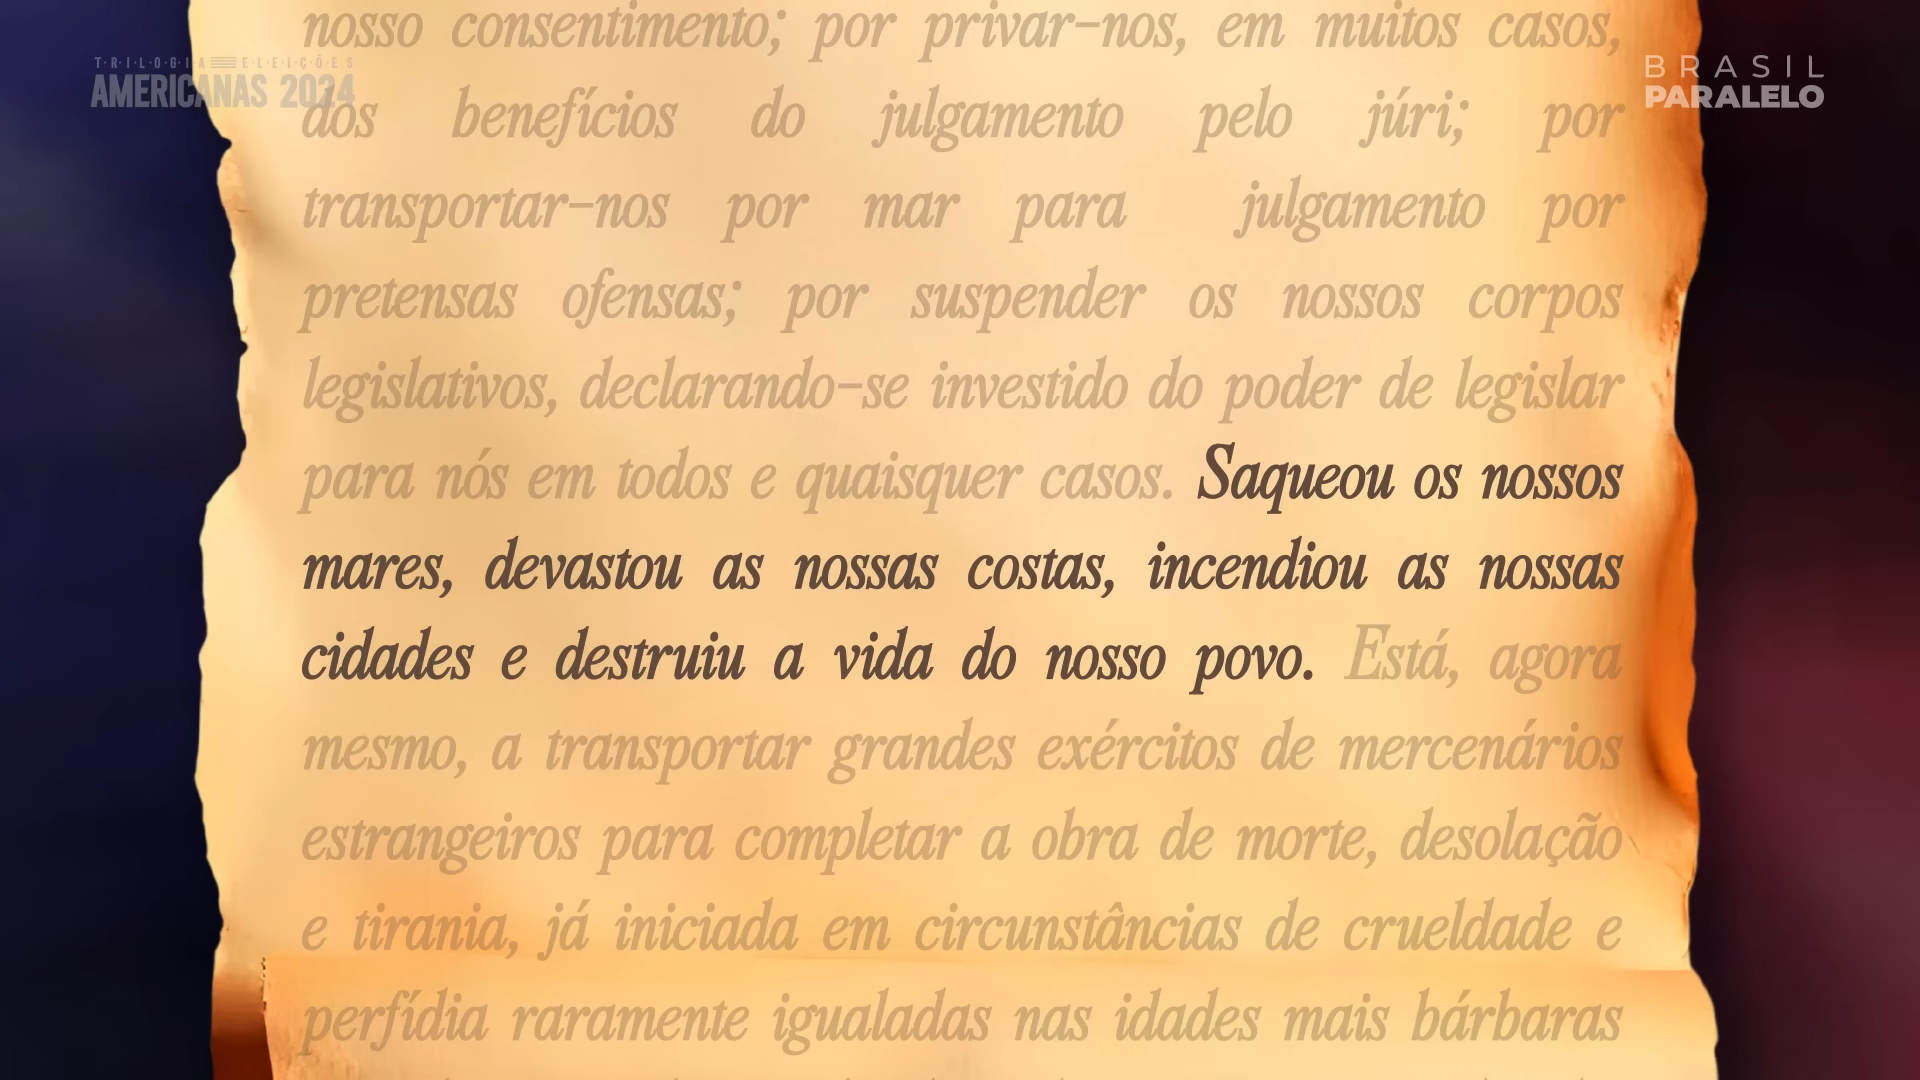 nosso consentimento; por privar-nos, em muitos casos,
TRILOGIA ELEIÇÕES
AMERICANAS 2024
BRASIL
PARALELO
dos benefícios do julgamento pelo júri; por
transportar-nos por mar para julgamento por
pretensas ofensas; por suspender os nossos corpos
legislativos, declarando-se investido do poder de legislar
para nós em todos e quaisquer casos. Saqueou os nossos
mares, devastou as nossas costas, incendiou as nossas
cidades e destruiu a vida do nosso povo. Está, agora
mesmo, a transportar grandes exércitos de mercenários
estrangeiros para completar a obra de morte, desolação
e tirania, já iniciada em circunstâncias de crueldade e
perfídia raramente igualadas nas idades mais bárbaras